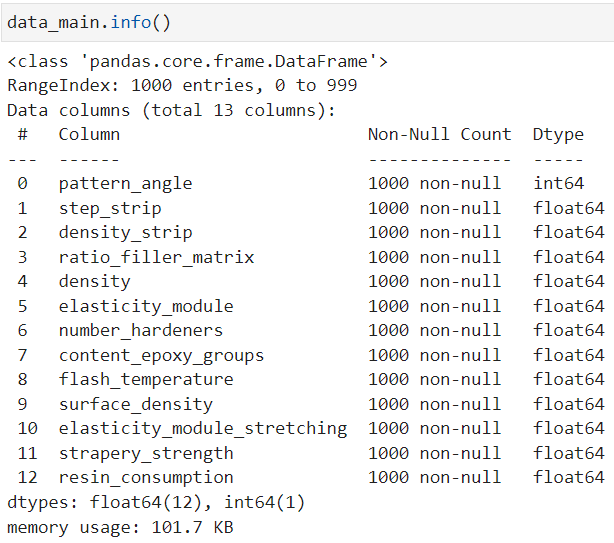 data_main.info()
<class 'pandas.core.frame.DataFrame'>
RangeIndex: 1000 entries, 0 to 999
Data columns (total 13 columns):
 #   Column                       Non-Null Count  Dtype
---  ------                       --------------  -----
 0   pattern_angle                1000 non-null   int64
 1   step_strip                   1000 non-null   float64
 2   density_strip                1000 non-null   float64
 3   ratio_filler_matrix          1000 non-null   float64
 4   density                      1000 non-null   float64
 5   elasticity_module            1000 non-null   float64
 6   number_hardeners             1000 non-null   float64
 7   content_epoxy_groups         1000 non-null   float64
 8   flash_temperature            1000 non-null   float64
 9   surface_density              1000 non-null   float64
 10  elasticity_module_stretching 1000 non-null   float64
 11  strapery_strength            1000 non-null   float64
 12  resin_consumption            1000 non-null   float64
dtypes: float64(12), int64(1)
memory usage: 101.7 KB